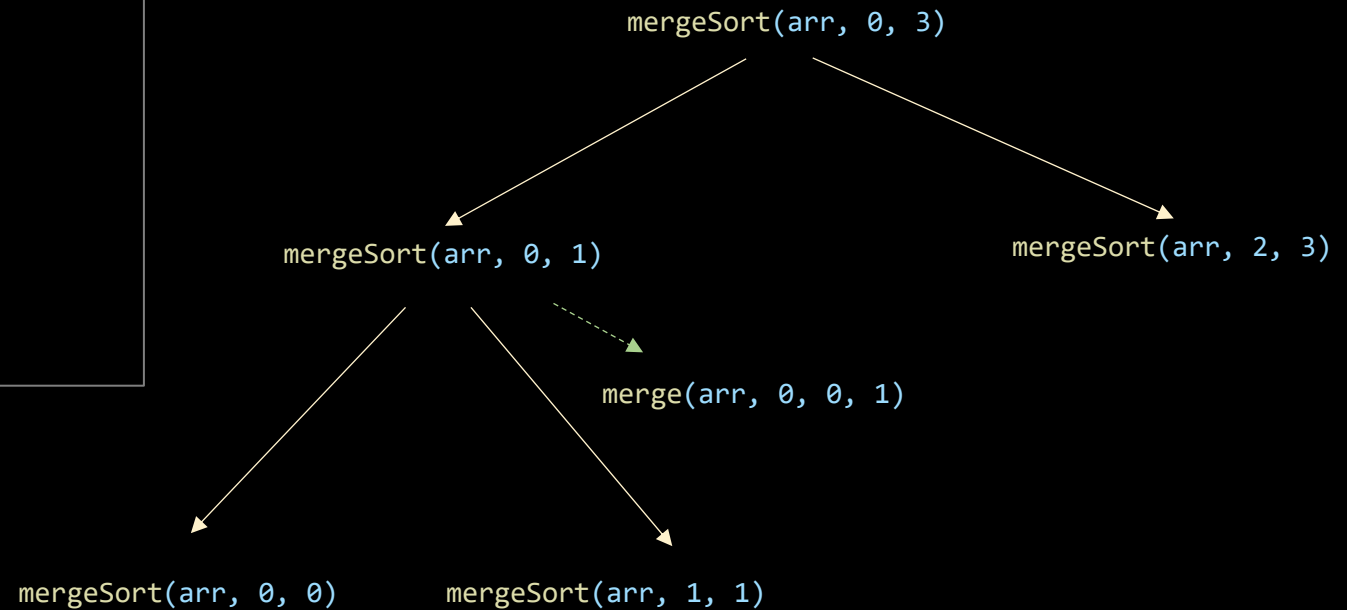 mergeSort(arr, 0, 3)
mergeSort(arr, 0, 1)
mergeSort(arr, 2, 3)
merge(arr, 0, 0, 1)
mergeSort(arr, 0, 0)
mergeSort(arr, 1, 1)